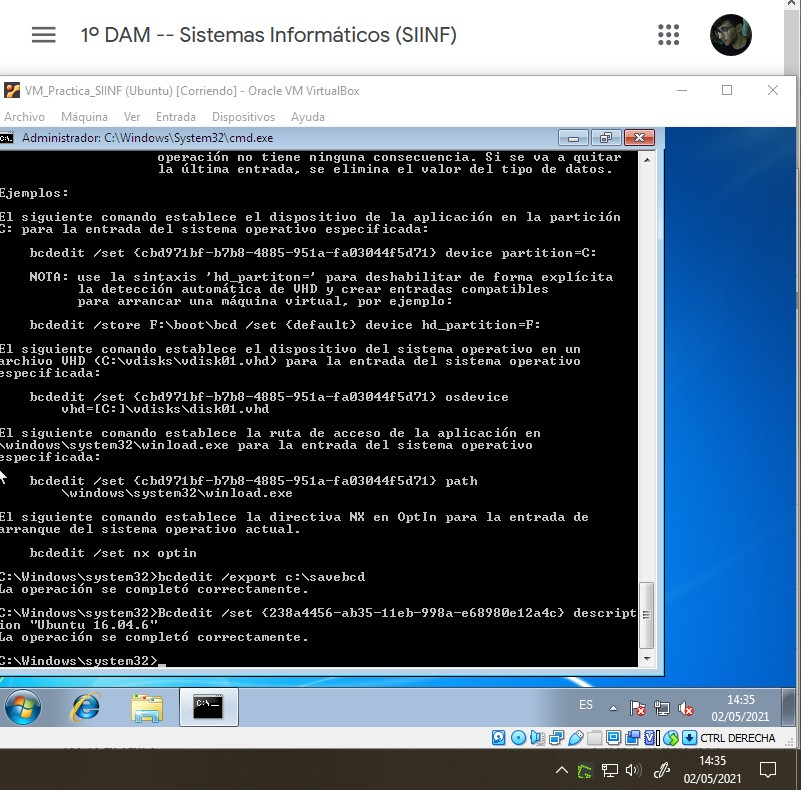 1º DAM -- Sistemas Informáticos (SIINF)
VM_Practica_SIINF (Ubuntu) [Corriendo] - Oracle VM VirtualBox
Archivo Máquina Ver Entrada Dispositivos Ayuda
Administrador: C:\Windows\System32\cmd.exe
operación no tiene ninguna consecuencia. Si se va a quitar
la última entrada, se elimina el valor del tipo de datos.
Ejemplos:
El siguiente comando establece el dispositivo de la aplicación en la partición
C: para la entrada del sistema operativo especificada:
bcdedit /set {cbd971bf-b7b8-4885-951a-fa03044f5d71} device partition=C:
NOTA: use la sintaxis 'hd_partiton=' para deshabilitar de forma explícita
la detección automática de VHD y crear entradas compatibles
para arrancar una máquina virtual, por ejemplo:
bcdedit /store F:\boot\bcd /set {default} device hd_partition=F:
El siguiente comando establece el dispositivo del sistema operativo en un
archivo VHD (C:\vdisks\vdisk01.vhd) para la entrada del sistema operativo
especificada:
bcdedit /set {cbd971bf-b7b8-4885-951a-fa03044f5d71} osdevice
vhd=[C:]\vdisks\disk01.vhd
El siguiente comando establece la ruta de acceso de la aplicación en
\windows\system32\winload.exe para la entrada del sistema operativo
especificada:
bcdedit /set {cbd971bf-b7b8-4885-951a-fa03044f5d71} path
\windows\system32\winload.exe
El siguiente comando establece la directiva NX en OptIn para la entrada de
arranque del sistema operativo actual.
bcdedit /set nx optin
C:\Windows\system32>bcdedit /export c:\savebcd
La operación se completó correctamente.
C:\Windows\system32>Bcdedit /set {238a4456-ab35-11eb-998a-e68980e12a4c} descript
ion "Ubuntu 16.04.6"
La operación se completó correctamente.
C:\Windows\system32>_
C:\_
ES
14:35
02/05/2021
CTRL DERECHA
14:35
02/05/2021